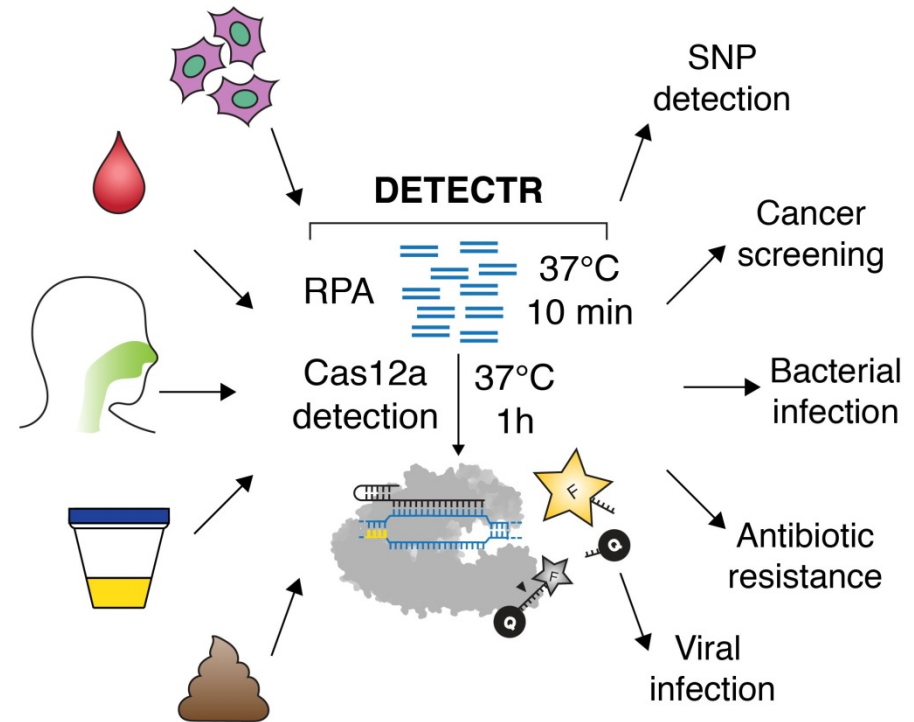 DETECTR
RPA
37°C
10 min
Cas12a
detection
37°C
1h
F
Q
F
Q
SNP
detection
Cancer
screening
Bacterial
infection
Antibiotic
resistance
Viral
infection